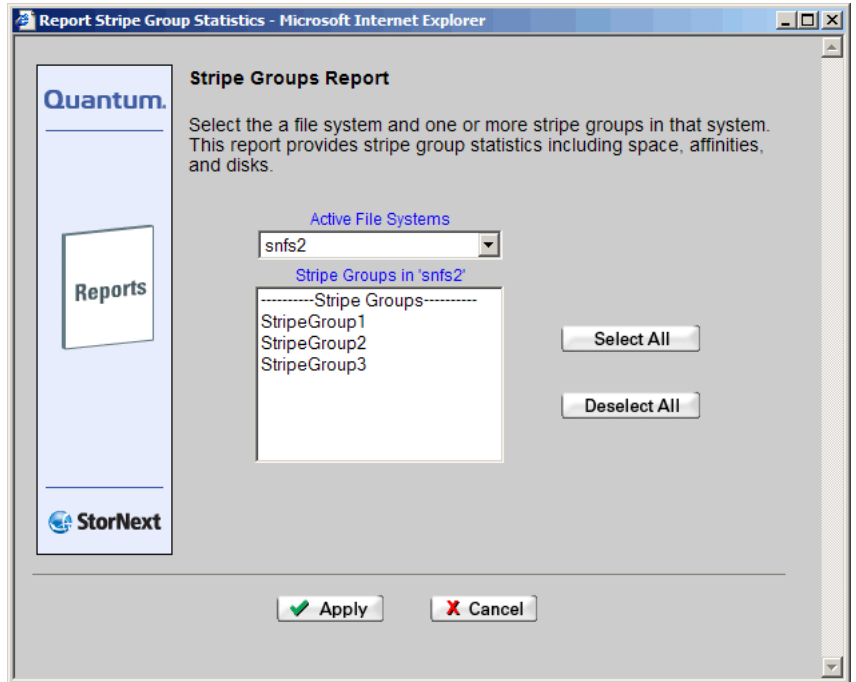 Report Stripe Group Statistics - Microsoft Internet Explorer
Quantum.
Reports
StorNext
Stripe Groups Report
Select the a file system and one or more stripe groups in that system.
This report provides stripe group statistics including space, affinities,
and disks.
Active File Systems
snfs2
Stripe Groups in 'snfs2'
----------Stripe Groups----------
StripeGroup1
StripeGroup2
StripeGroup3
Select All
Deselect All
Apply
Cancel